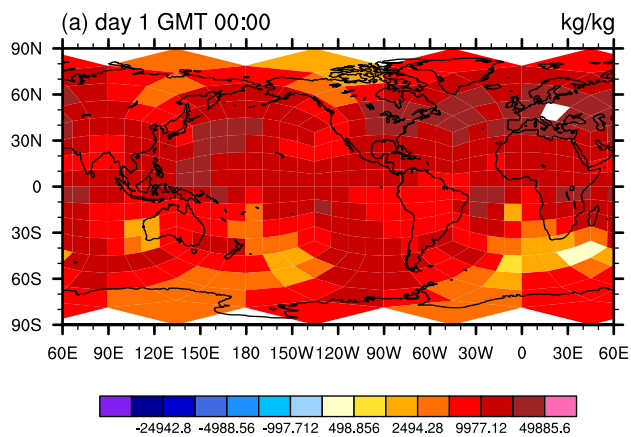 (a) day 1 GMT 00:00 kg/kg
90N
60N
30N
0
30S
60S
90S
60E 90E 120E 150E 180 150W 120W 90W 60W 30W 0 30E 60E
-24942.8 -4988.56 -997.712 498.856 2494.28 9977.12 49885.6